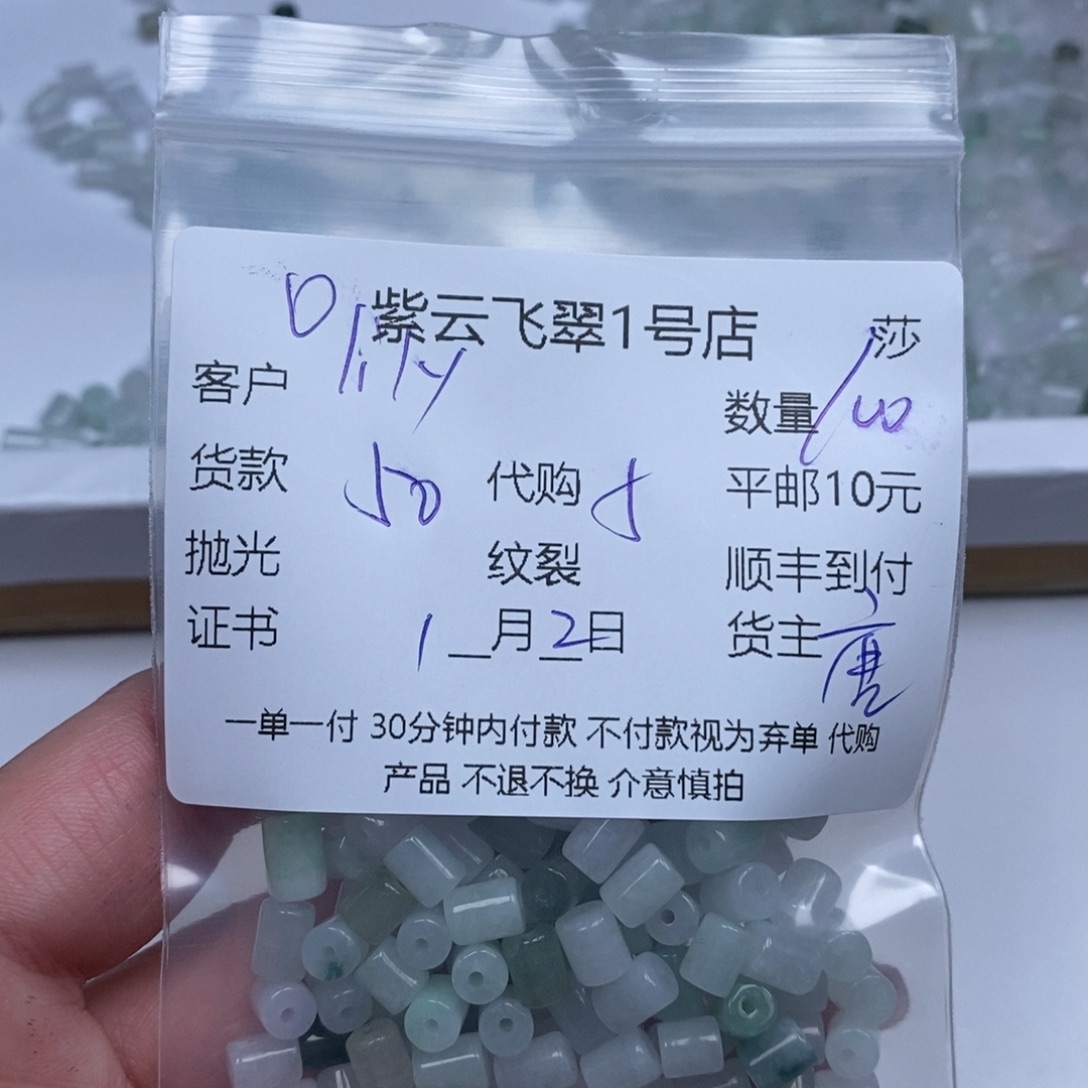 紫云飞翠1号店 莎
客户 lily 数量 100
货款 50 代购 5 平邮10元
抛光 纹裂 顺丰到付
证书 1_月2日 货主 唐
一单一付 30分钟内付款 不付款视为弃单 代购
产品 不退不换 介意慎拍